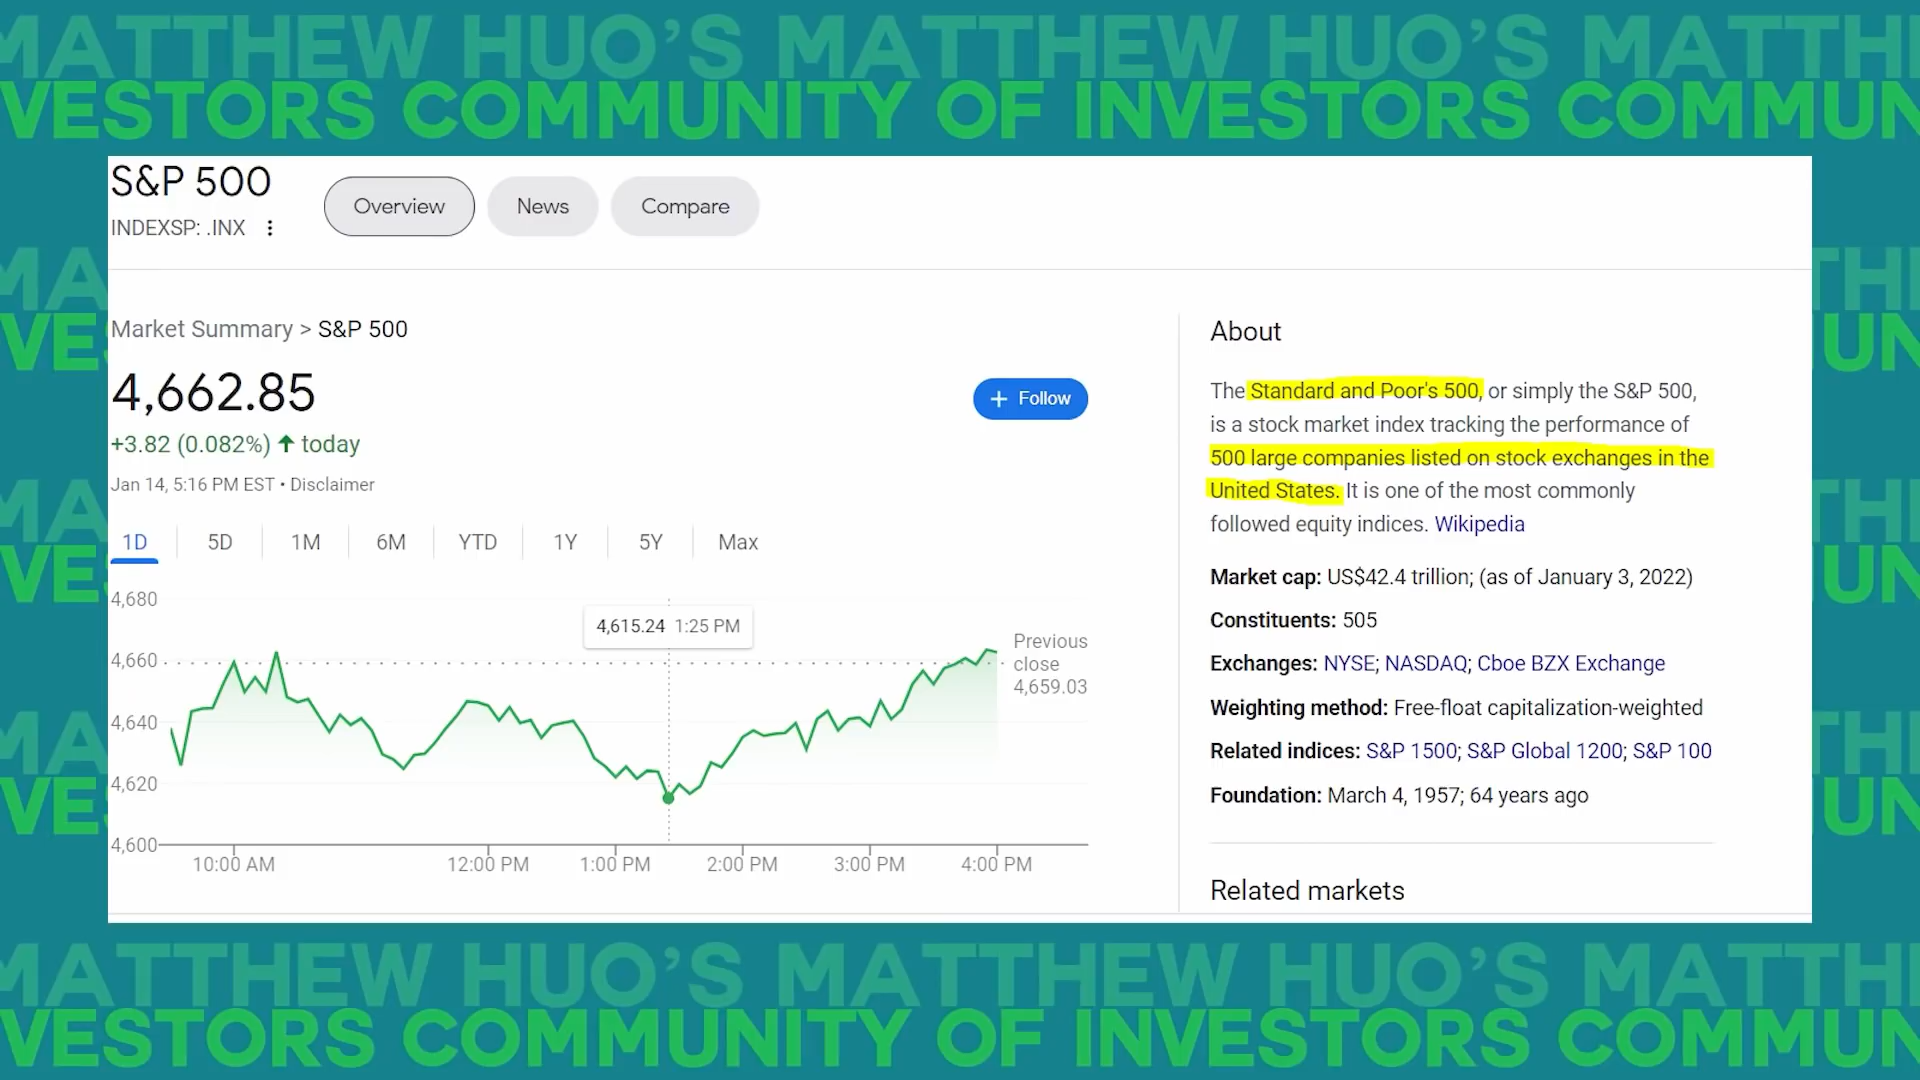 MATTHEW HUO'S MATTHEW HUO'S MATTH
VESTORS COMMUNITY OF INVESTORS COMMUN
S&P 500
INDEXSP: .INX
Overview
News
Compare
Market Summary > S&P 500
4,662.85
+3.82 (0.082%) ↑ today
Jan 14, 5:16 PM EST • Disclaimer
+ Follow
1D 5D 1M 6M YTD 1Y 5Y Max
4,680
4,660
4,640
4,620
4,600
4,615.24 1:25 PM
Previous
close
4,659.03
10:00 AM 12:00 PM 1:00 PM 2:00 PM 3:00 PM 4:00 PM
About
The Standard and Poor's 500, or simply the S&P 500,
is a stock market index tracking the performance of
500 large companies listed on stock exchanges in the
United States. It is one of the most commonly
followed equity indices. Wikipedia
Market cap: US$42.4 trillion; (as of January 3, 2022)
Constituents: 505
Exchanges: NYSE; NASDAQ; Cboe BZX Exchange
Weighting method: Free-float capitalization-weighted
Related indices: S&P 1500; S&P Global 1200; S&P 100
Foundation: March 4, 1957; 64 years ago
Related markets
MATTHEW HUO'S MATTHEW HUO'S MATTH
VESTORS COMMUNITY OF INVESTORS COMMUN